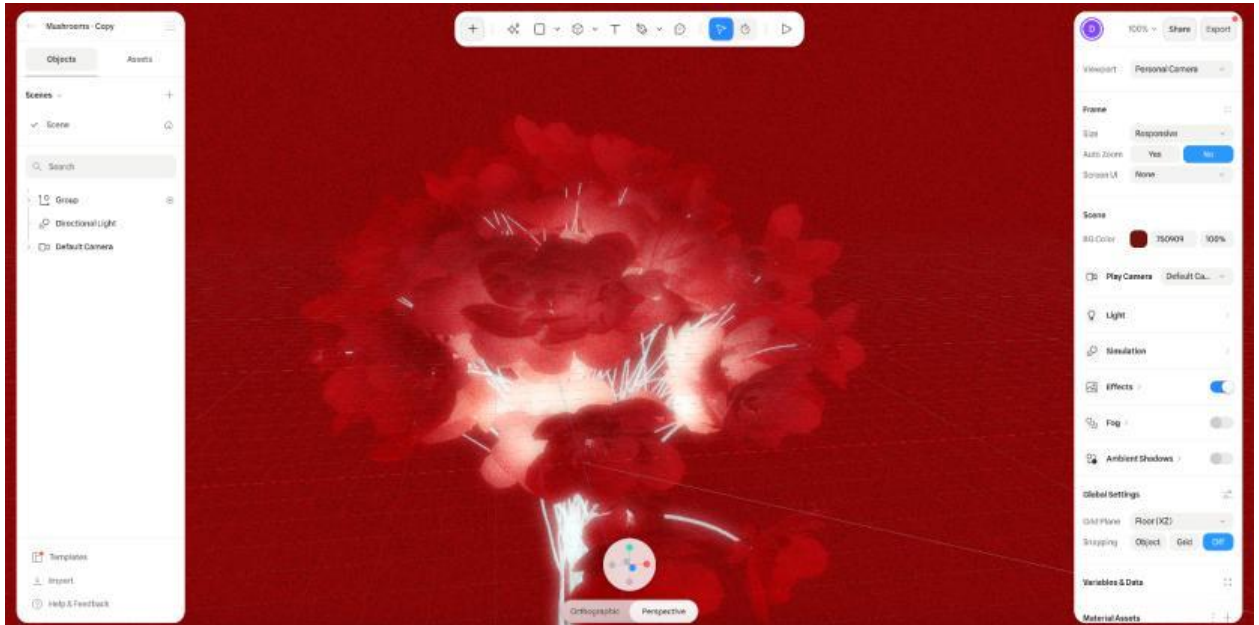 Mushrooms - Copy
Objects Assets
Scenes
Scene
Search
Group
Directional Light
Default Camera
Templates
Import
Help & Feedback
T
Orthographic Perspective
D 100% Share Export
Viewport Personal Camera
Frame
Size Responsive
Auto Zoom Yes No
Screen UI None
Scene
BG Color 750909 100%
Play Camera Default Ca...
Light
Simulation
Effects
Fog
Ambient Shadows
Global Settings
Grid Plane Floor (XZ)
Snapping Object Grid Off
Variables & Data
Material Assets